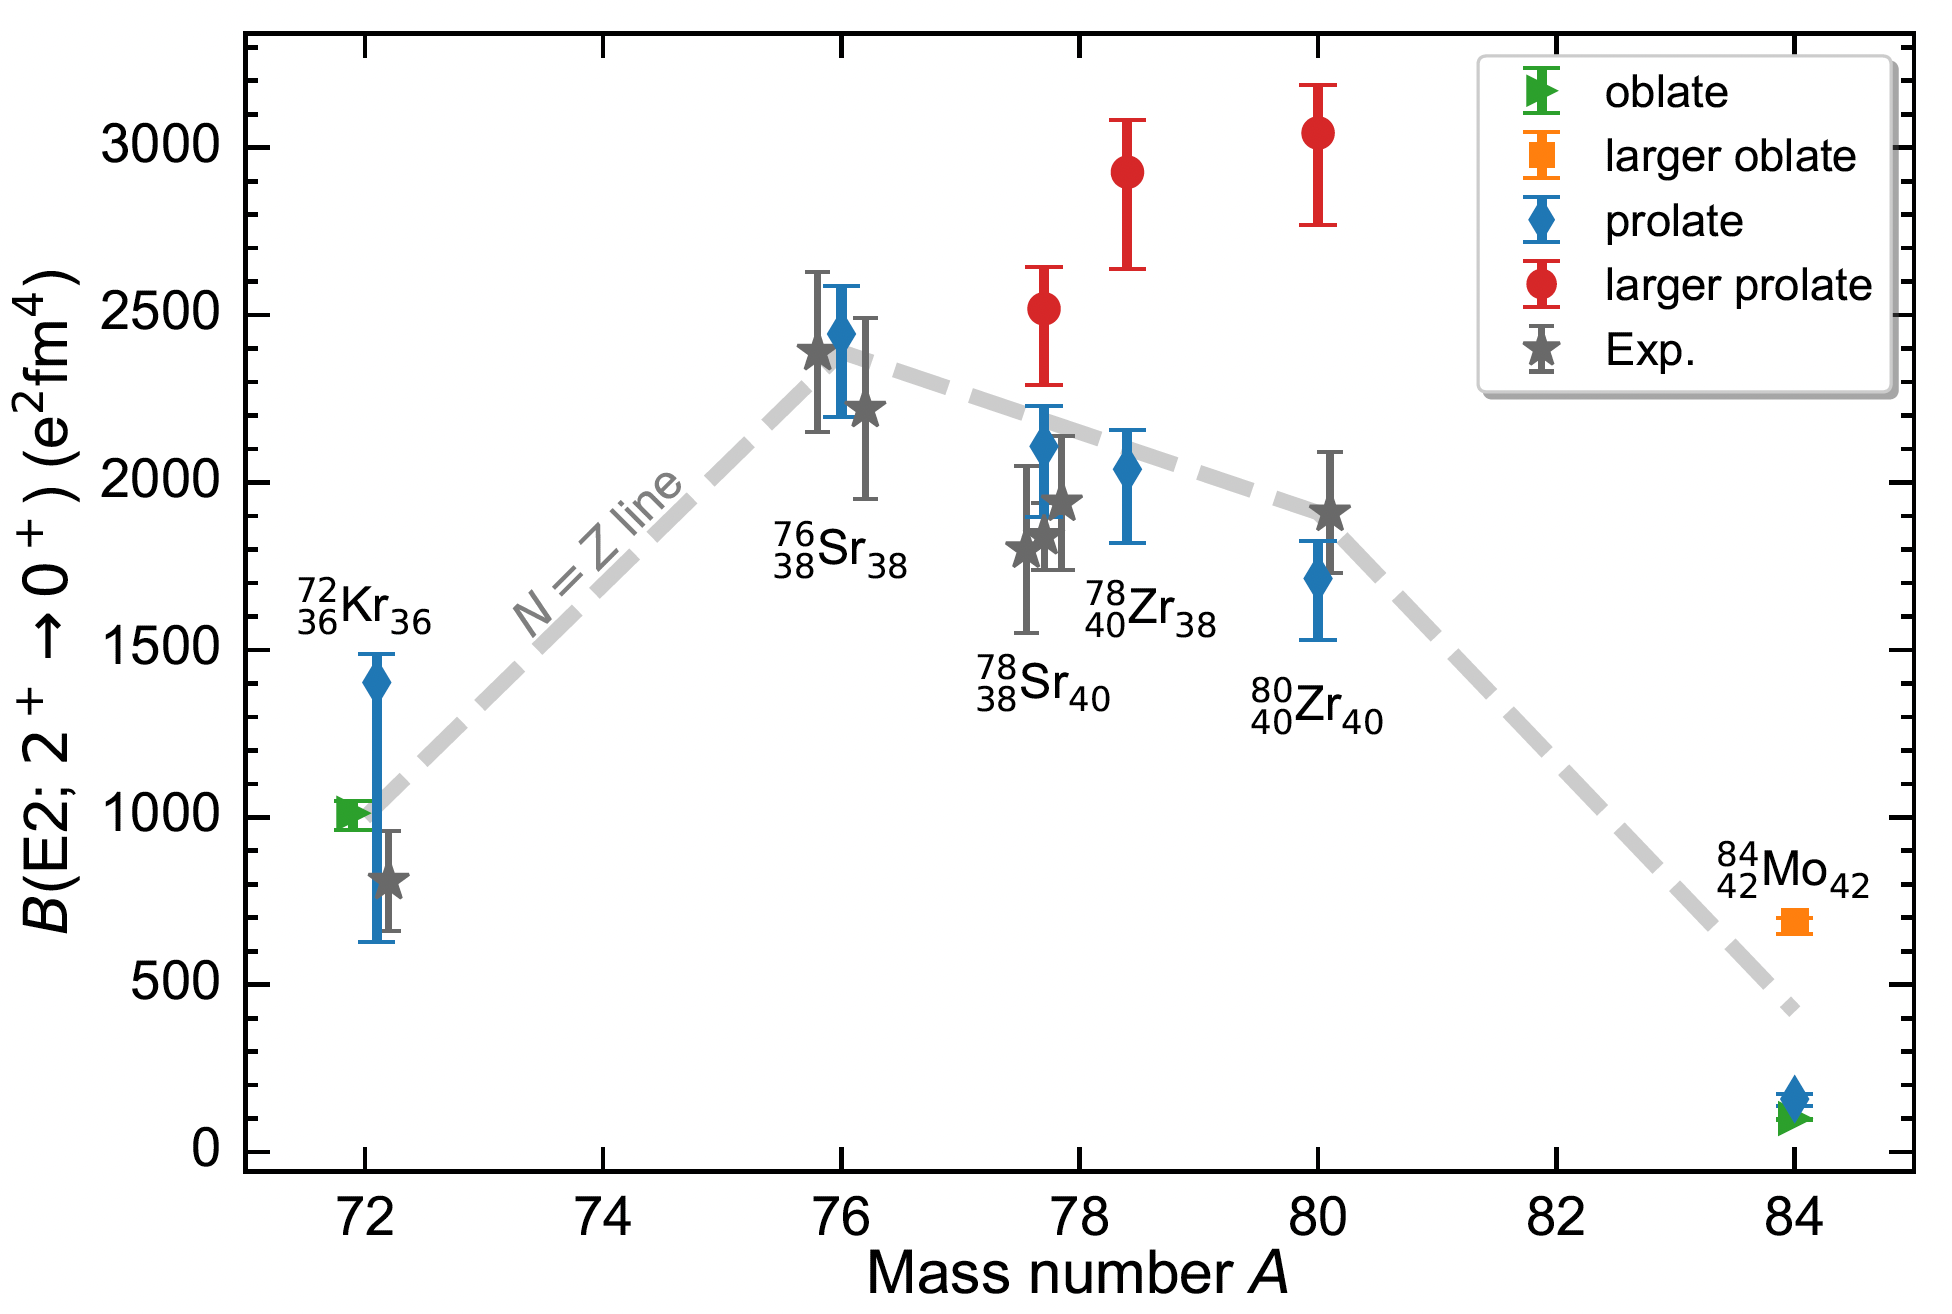 B(E2; 2⁺ → 0⁺) (e²fm⁴)
3000
2500
2000
1500
1000
500
0
oblate
larger oblate
prolate
larger prolate
Exp.
N = Z line
⁷²₃₆Kr₃₆
⁷⁶₃₈Sr₃₈
⁷⁸₄₀Zr₃₈
⁷⁸₃₈Sr₄₀
⁸⁰₄₀Zr₄₀
⁸⁴₄₂Mo₄₂
72 74 76 78 80 82 84
Mass number A